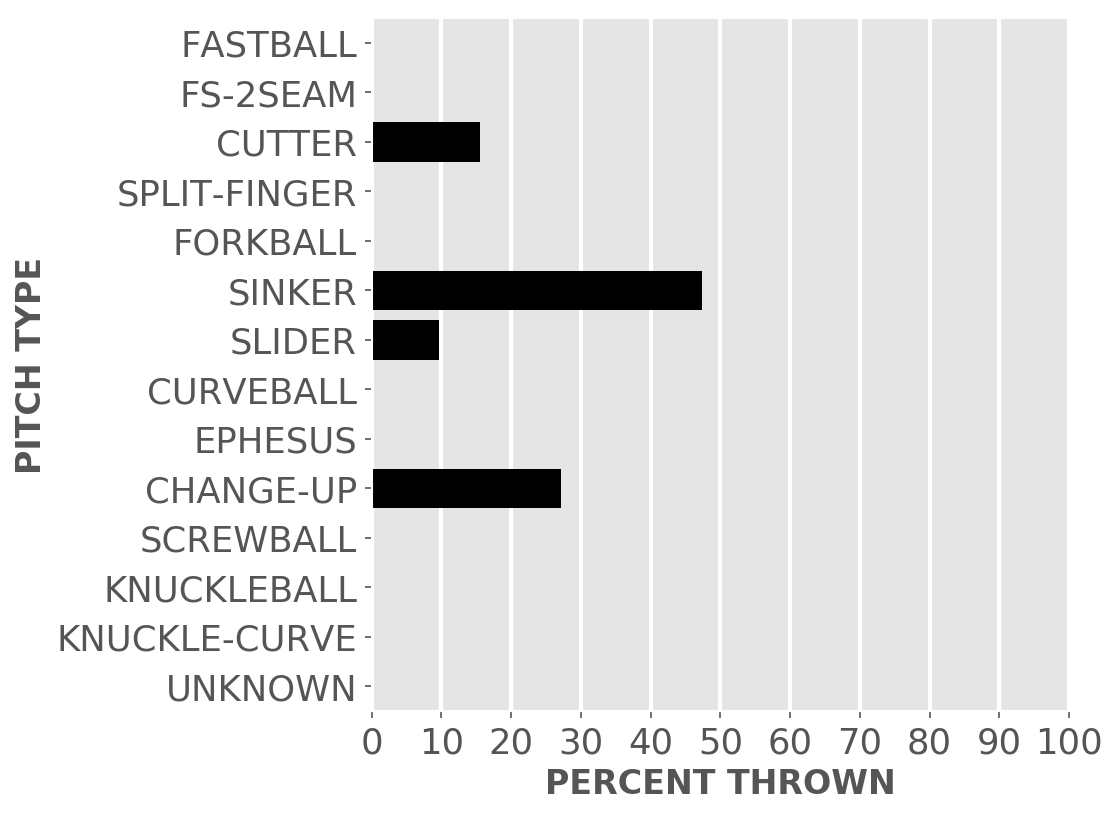 FASTBALL
FS-2SEAM
CUTTER
SPLIT-FINGER
FORKBALL
SINKER
SLIDER
CURVEBALL
EPHESUS
CHANGE-UP
SCREWBALL
KNUCKLEBALL
KNUCKLE-CURVE
UNKNOWN
PITCH TYPE
0 10 20 30 40 50 60 70 80 90 100
PERCENT THROWN